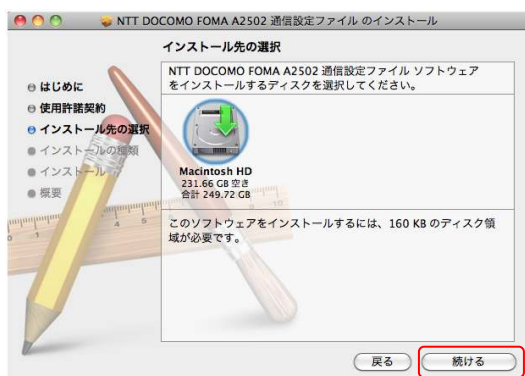 NTT DOCOMO FOMA A2502 通信設定ファイル のインストール
インストール先の選択
はじめに
使用許諾契約
インストール先の選択
インストールの種類
インストール
概要
NTT DOCOMO FOMA A2502 通信設定ファイル ソフトウェア
をインストールするディスクを選択してください。
Macintosh HD
231.66 GB 空き
合計 249.72 GB
このソフトウェアをインストールするには、160 KB のディスク領
域が必要です。
戻る
続ける